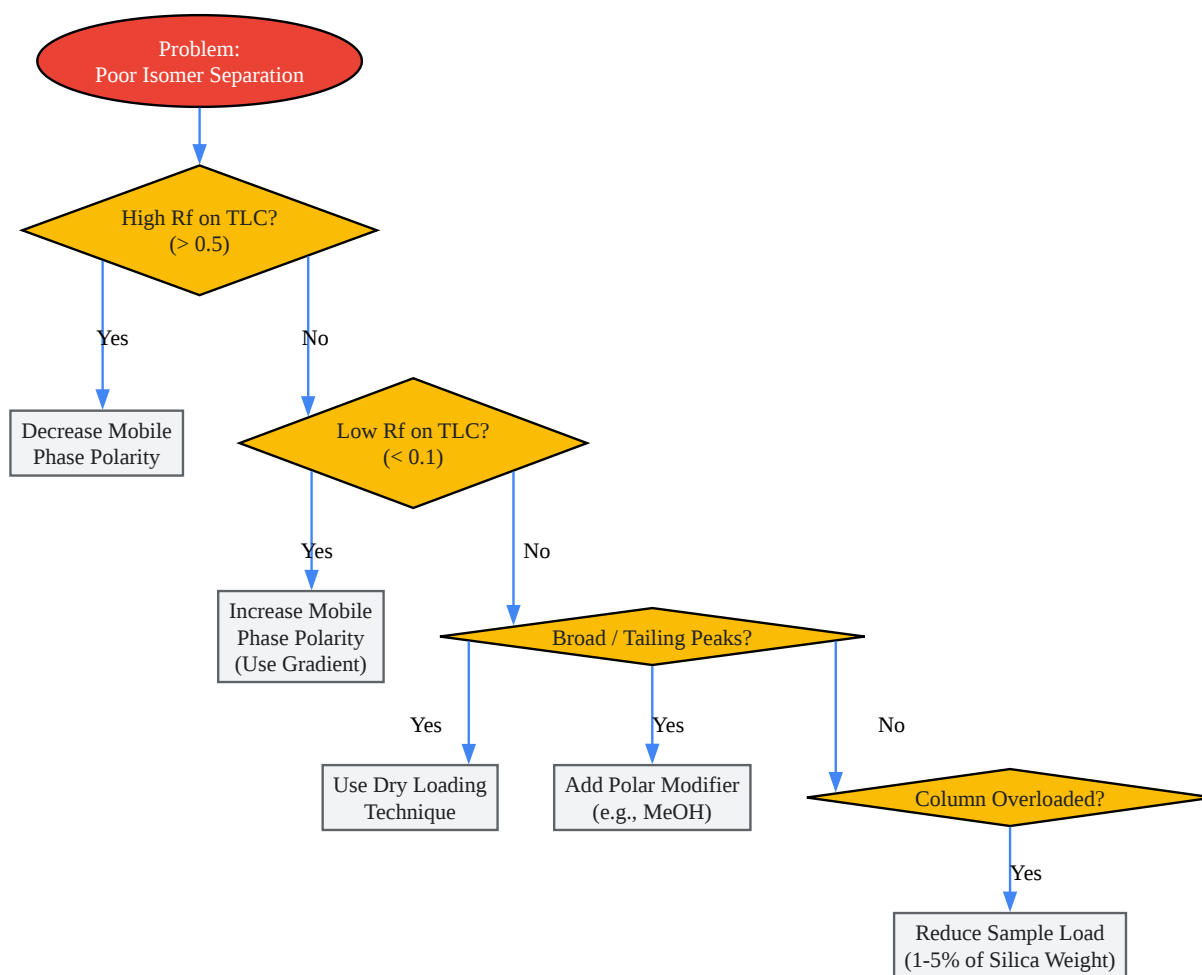 Problem:
Poor Isomer Separation
High Rf on TLC?
(> 0.5)
Yes
No
Decrease Mobile
Phase Polarity
Low Rf on TLC?
(< 0.1)
Yes
No
Increase Mobile
Phase Polarity
(Use Gradient)
Broad / Tailing Peaks?
Yes
Yes
No
Use Dry Loading
Technique
Add Polar Modifier
(e.g., MeOH)
Column Overloaded?
Yes
Reduce Sample Load
(1-5% of Silica Weight)